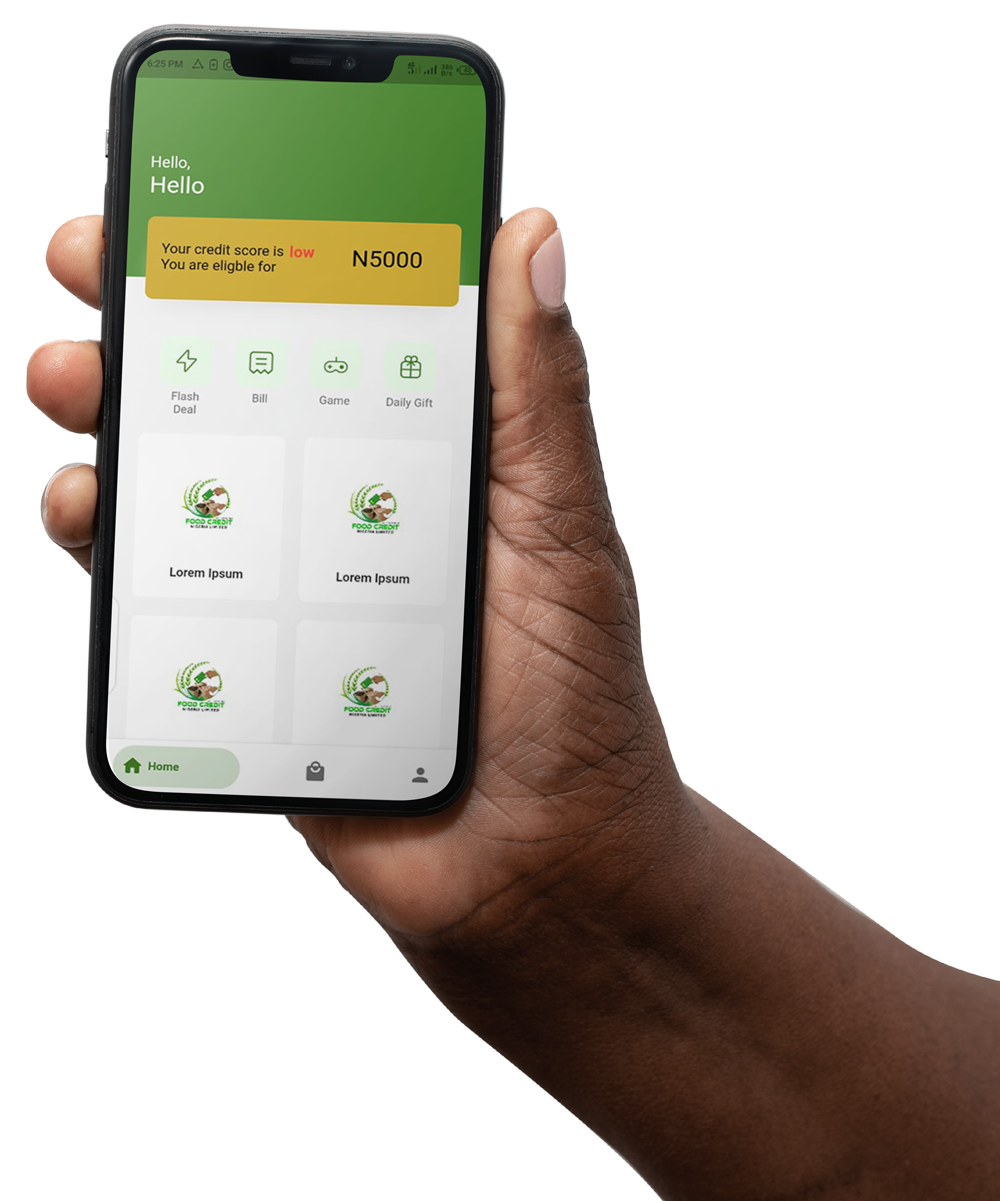 6:25 PM
Hello,
Hello
Your credit score is low
You are eligble for
N5000
Flash
Deal
Bill
Game
Daily Gift
FOOD CREDIT
NIGERIA LIMITED
Lorem Ipsum
FOOD CREDIT
NIGERIA LIMITED
Lorem Ipsum
FOOD CREDIT
NIGERIA LIMITED
FOOD CREDIT
NIGERIA LIMITED
Home